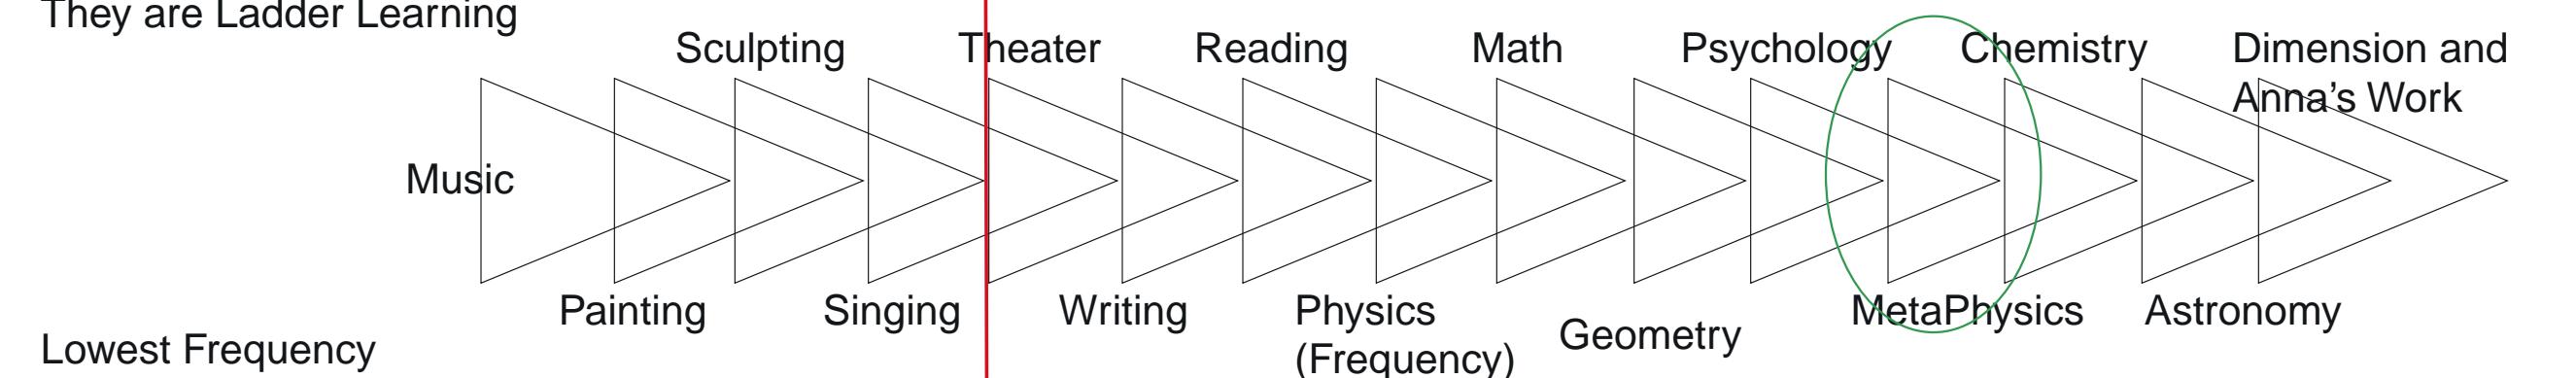 They are Ladder Learning
Sculpting
Theater
Reading
Math
Psychology
Chemistry
Dimension and
Anna's Work
Music
Painting
Singing
Writing
Physics
(Frequency)
Geometry
MetaPhysics
Astronomy
Lowest Frequency